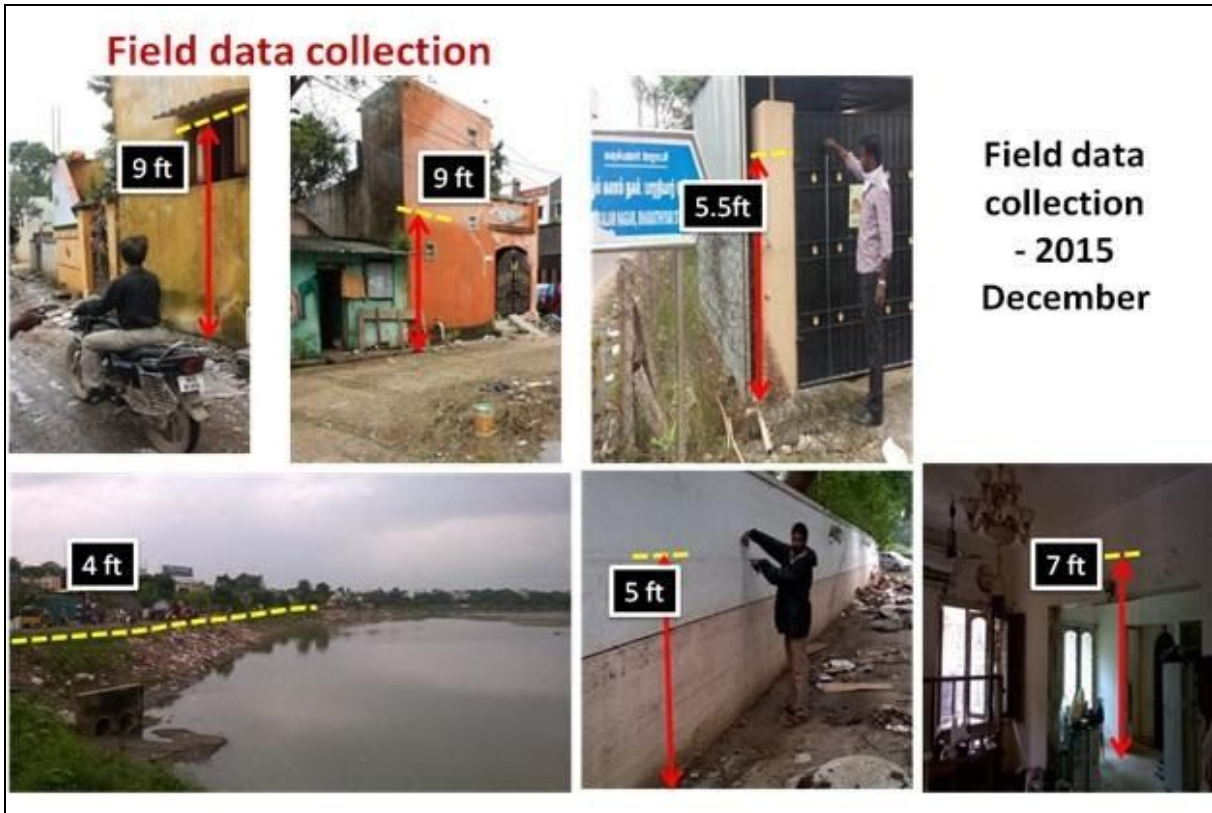 Field data collection
9 ft
9 ft
5.5ft
Field data
collection
- 2015
December
4 ft
5 ft
7 ft